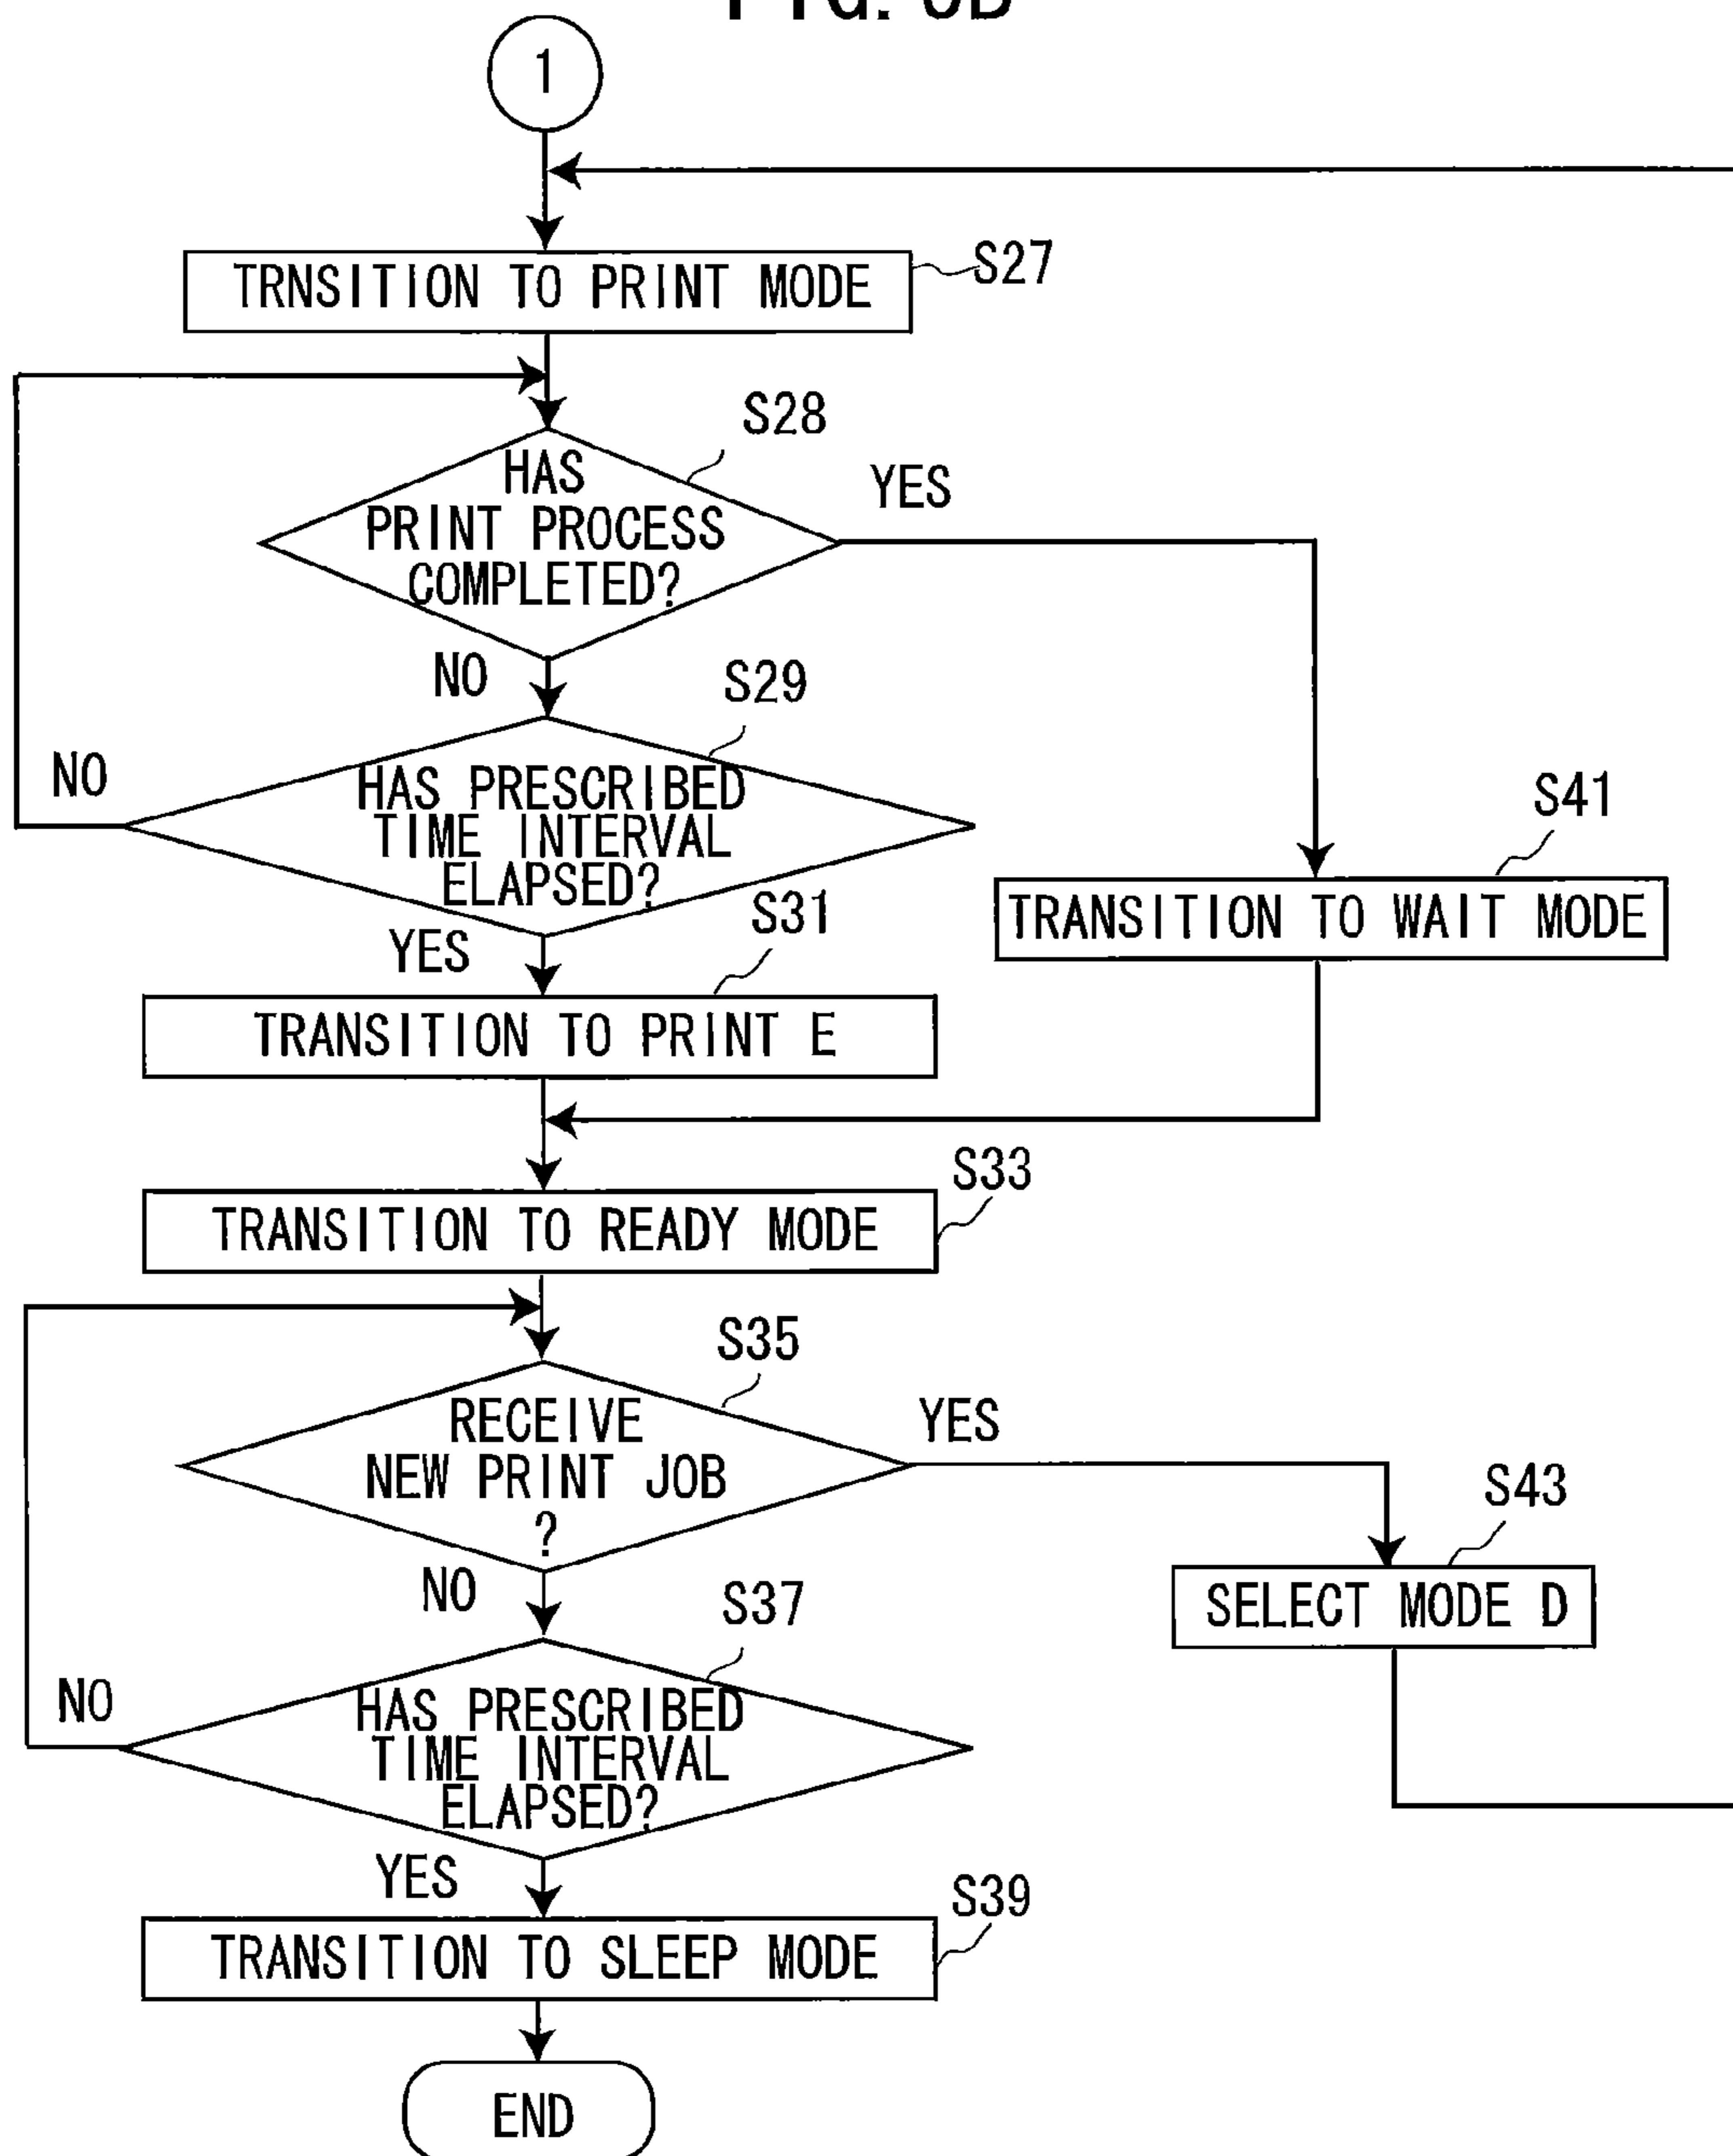 1
TRNSITION TO PRINT MODE
S27
S28
HAS
PRINT PROCESS
COMPLETED?
YES
NO
S29
HAS PRESCRIBED
TIME INTERVAL
ELAPSED?
NO
YES
S41
TRANSITION TO WAIT MODE
S31
TRANSITION TO PRINT E
S33
TRANSITION TO READY MODE
S35
RECEIVE
NEW PRINT JOB
?
YES
NO
S43
SELECT MODE D
S37
HAS PRESCRIBED
TIME INTERVAL
ELAPSED?
NO
YES
S39
TRANSITION TO SLEEP MODE
END